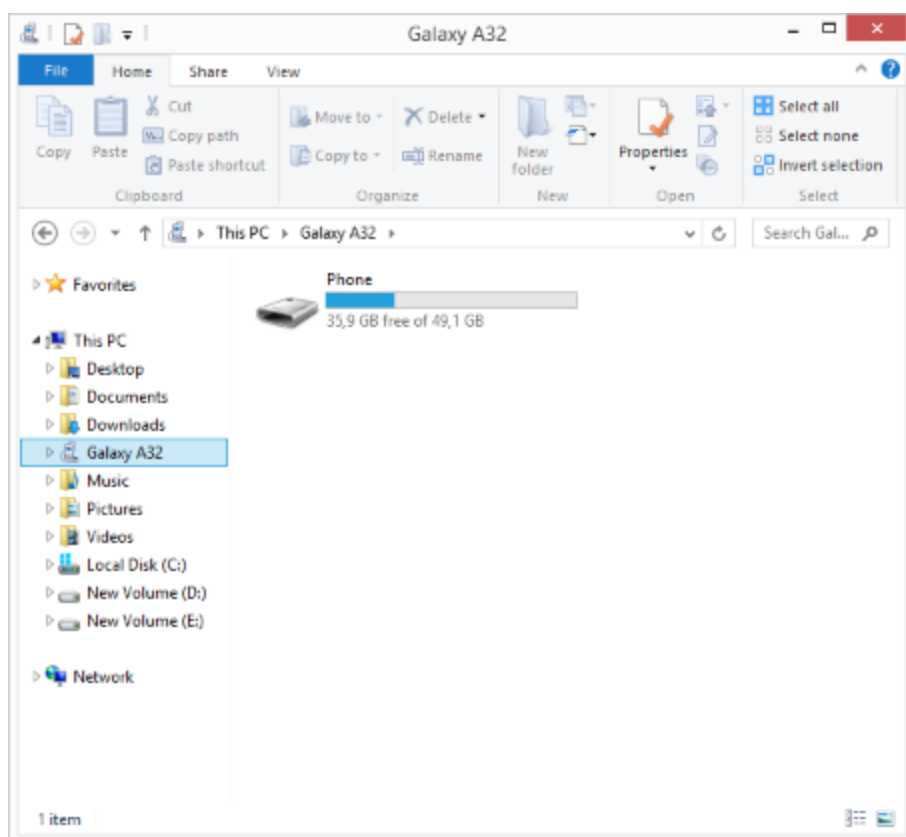 Galaxy A32
File Home Share View
Copy
Paste
Cut
Copy path
Paste shortcut
Clipboard
Move to
Copy to
Delete
Rename
Organize
New folder
New
Properties
Open
Select all
Select none
Invert selection
Select
This PC Galaxy A32
Search Gal...
Favorites
This PC
Desktop
Documents
Downloads
Galaxy A32
Music
Pictures
Videos
Local Disk (C:)
New Volume (D:)
New Volume (E:)
Network
Phone
35,9 GB free of 49,1 GB
1 item